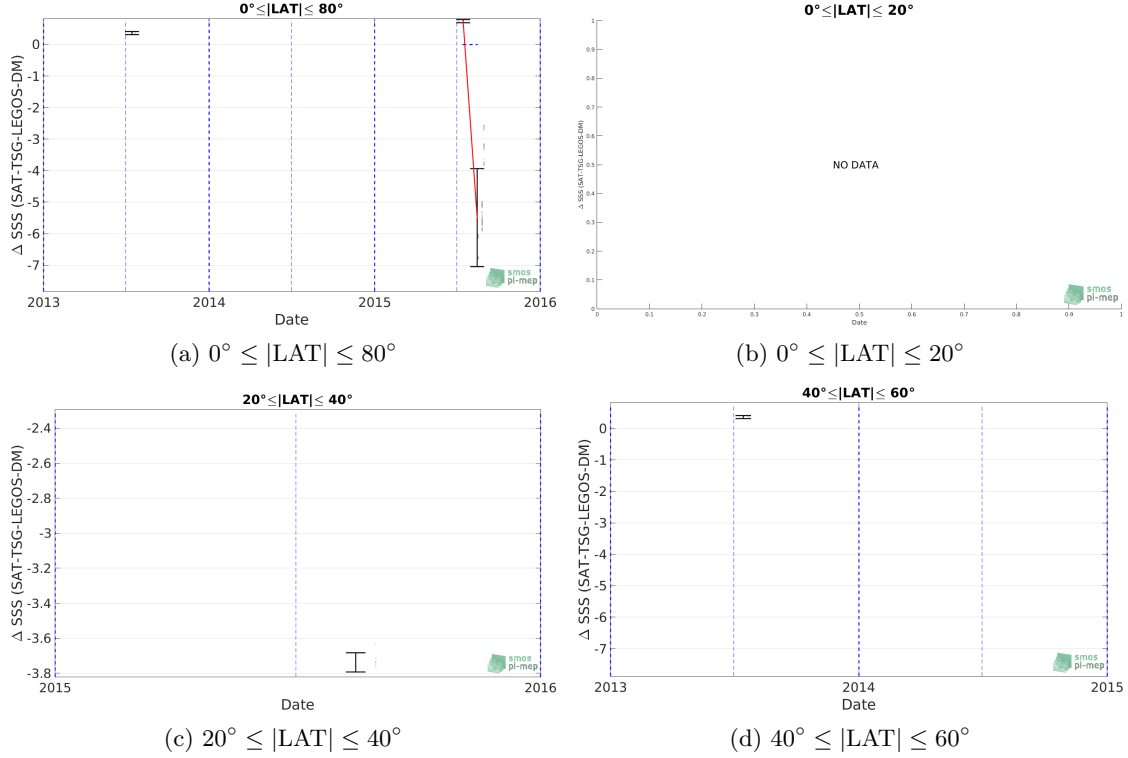 0°≤|LAT|≤ 80°
Δ SSS (SAT-TSG-LEGOS-DM)
0
-1
-2
-3
-4
-5
-6
-7
2013 2014 2015 2016
Date
smos
pi-mep
(a) 0° ≤ |LAT| ≤ 80°
0°≤|LAT|≤ 20°
Δ SSS (SAT-TSG-LEGOS-DM)
1
0.9
0.8
0.7
0.6
0.5
0.4
0.3
0.2
0.1
0
NO DATA
0 0.1 0.2 0.3 0.4 0.5 0.6 0.7 0.8 0.9 1
Date
smos
pi-mep
(b) 0° ≤ |LAT| ≤ 20°
20°≤|LAT|≤ 40°
Δ SSS (SAT-TSG-LEGOS-DM)
-2.4
-2.6
-2.8
-3
-3.2
-3.4
-3.6
-3.8
2015 2016
Date
smos
pi-mep
(c) 20° ≤ |LAT| ≤ 40°
40°≤|LAT|≤ 60°
Δ SSS (SAT-TSG-LEGOS-DM)
0
-1
-2
-3
-4
-5
-6
-7
2013 2014 2015
Date
smos
pi-mep
(d) 40° ≤ |LAT| ≤ 60°